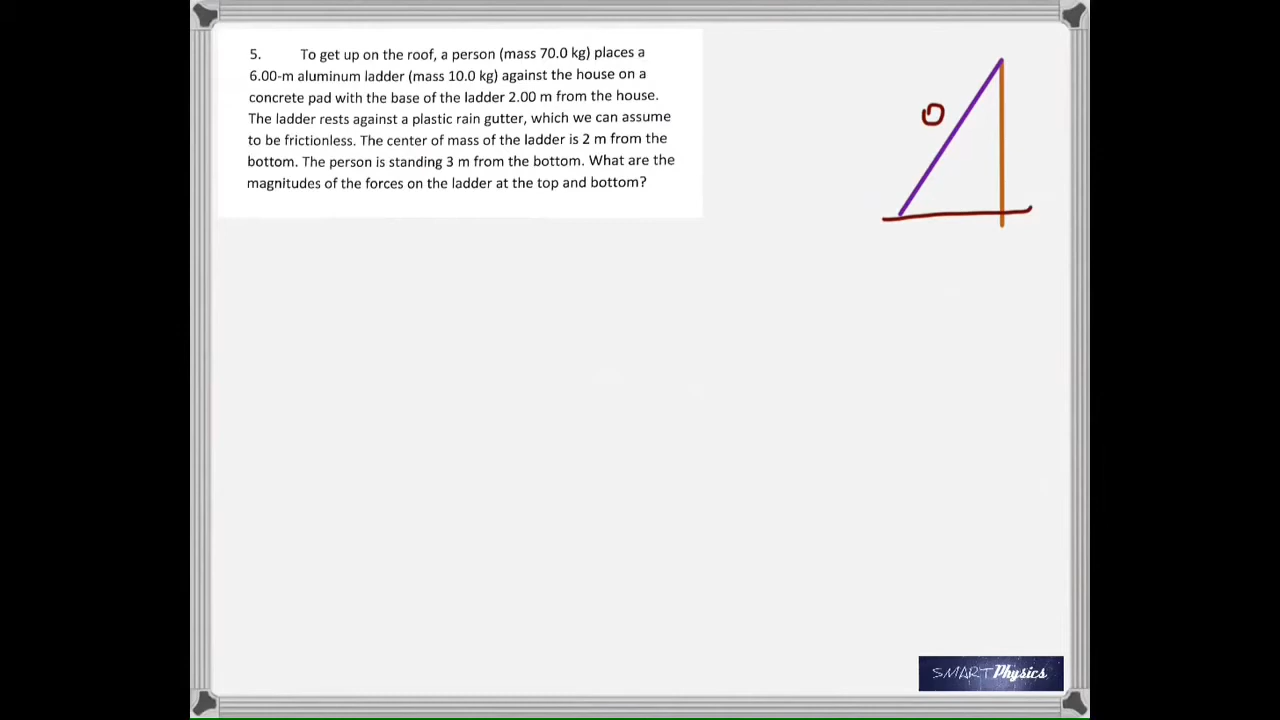 5. To get up on the roof, a person (mass 70.0 kg) places a
6.00-m aluminum ladder (mass 10.0 kg) against the house on a
concrete pad with the base of the ladder 2.00 m from the house.
The ladder rests against a plastic rain gutter, which we can assume
to be frictionless. The center of mass of the ladder is 2 m from the
bottom. The person is standing 3 m from the bottom. What are the
magnitudes of the forces on the ladder at the top and bottom?
SMART Physics